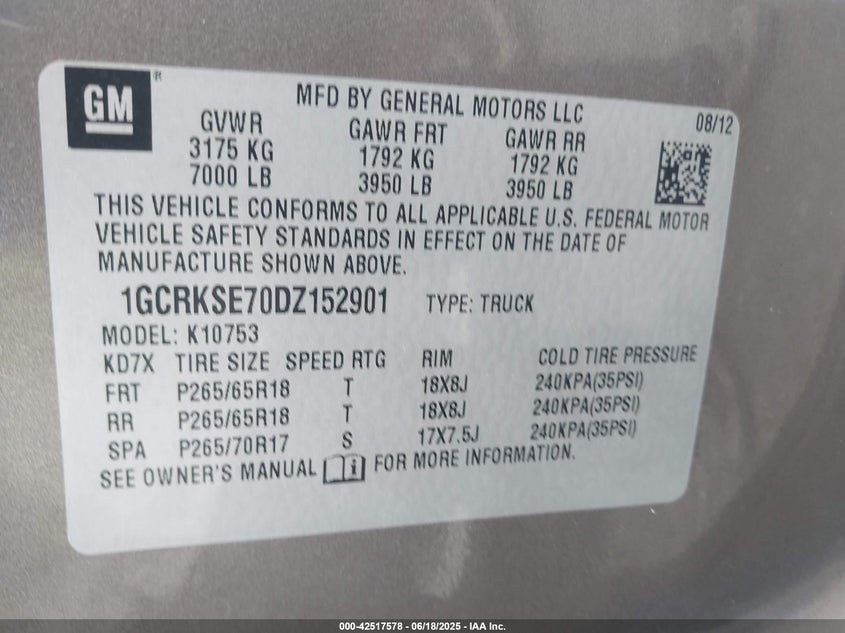 GM ®
MFD BY GENERAL MOTORS LLC
08/12
GVWR GAWR FRT GAWR RR
3175 KG 1792 KG 1792 KG
7000 LB 3950 LB 3950 LB
THIS VEHICLE CONFORMS TO ALL APPLICABLE U.S. FEDERAL MOTOR
VEHICLE SAFETY STANDARDS IN EFFECT ON THE DATE OF
MANUFACTURE SHOWN ABOVE.
1GCRKSE70DZ152901 TYPE: TRUCK
MODEL: K10753
KD7X TIRE SIZE SPEED RTG RIM COLD TIRE PRESSURE
FRT P265/65R18 T 18X8J 240KPA(35PSI)
RR P265/65R18 T 18X8J 240KPA(35PSI)
SPA P265/70R17 S 17X7.5J 240KPA(35PSI)
SEE OWNER'S MANUAL i FOR MORE INFORMATION.
000-42517578 - 06/18/2025 - IAA Inc.